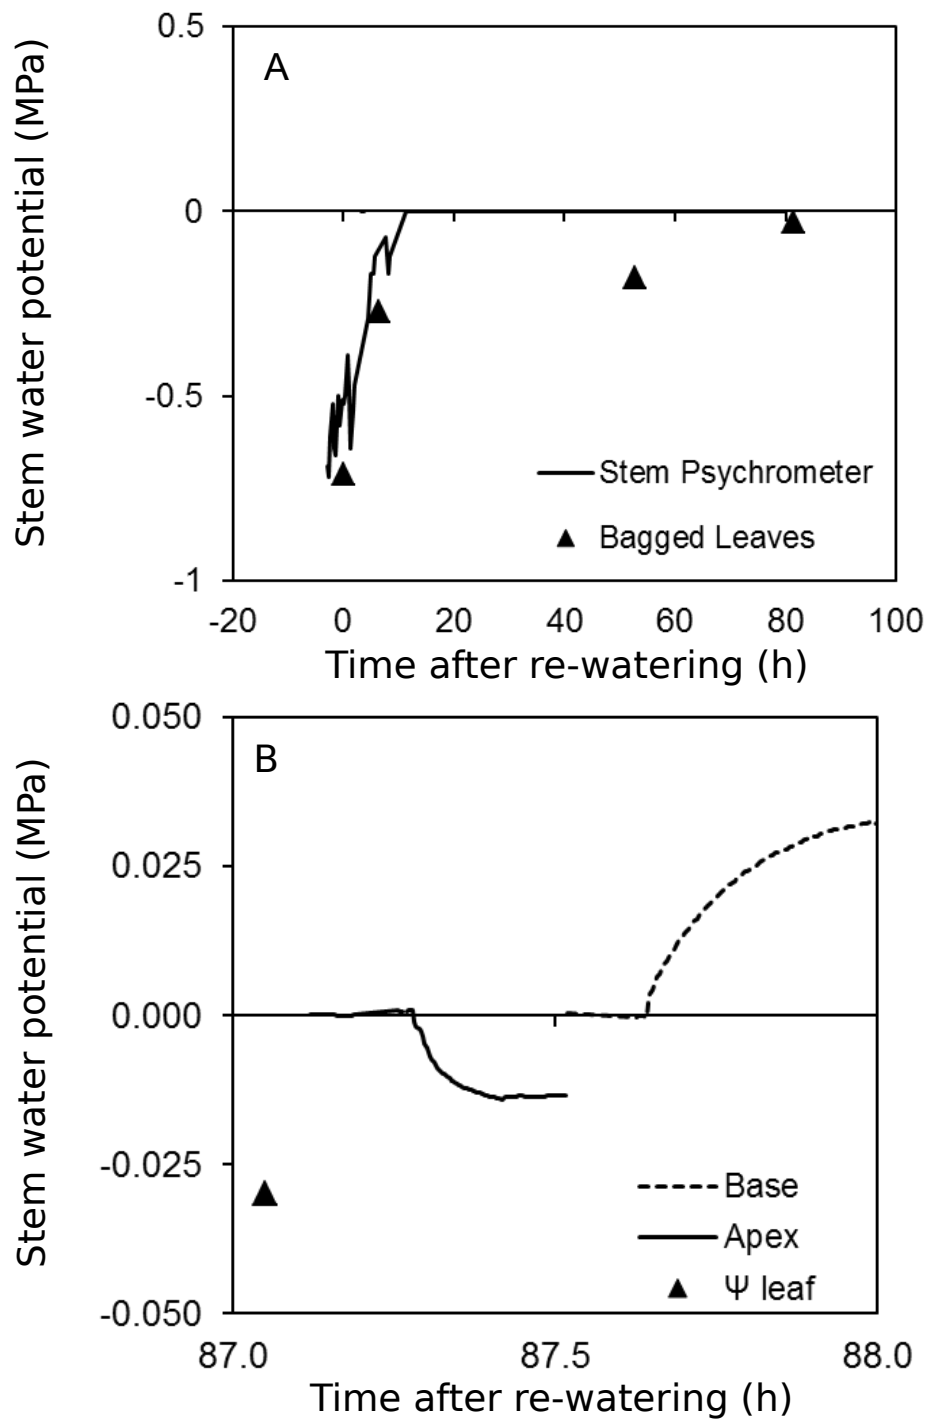 Stem water potential (MPa)
0.5
0
-0.5
-1
A
Stem Psychrometer
Bagged Leaves
-20 0 20 40 60 80 100
Time after re-watering (h)
Stem water potential (MPa)
0.050
0.025
0.000
-0.025
-0.050
B
Base
Apex
Ψ leaf
87.0 87.5 88.0
Time after re-watering (h)